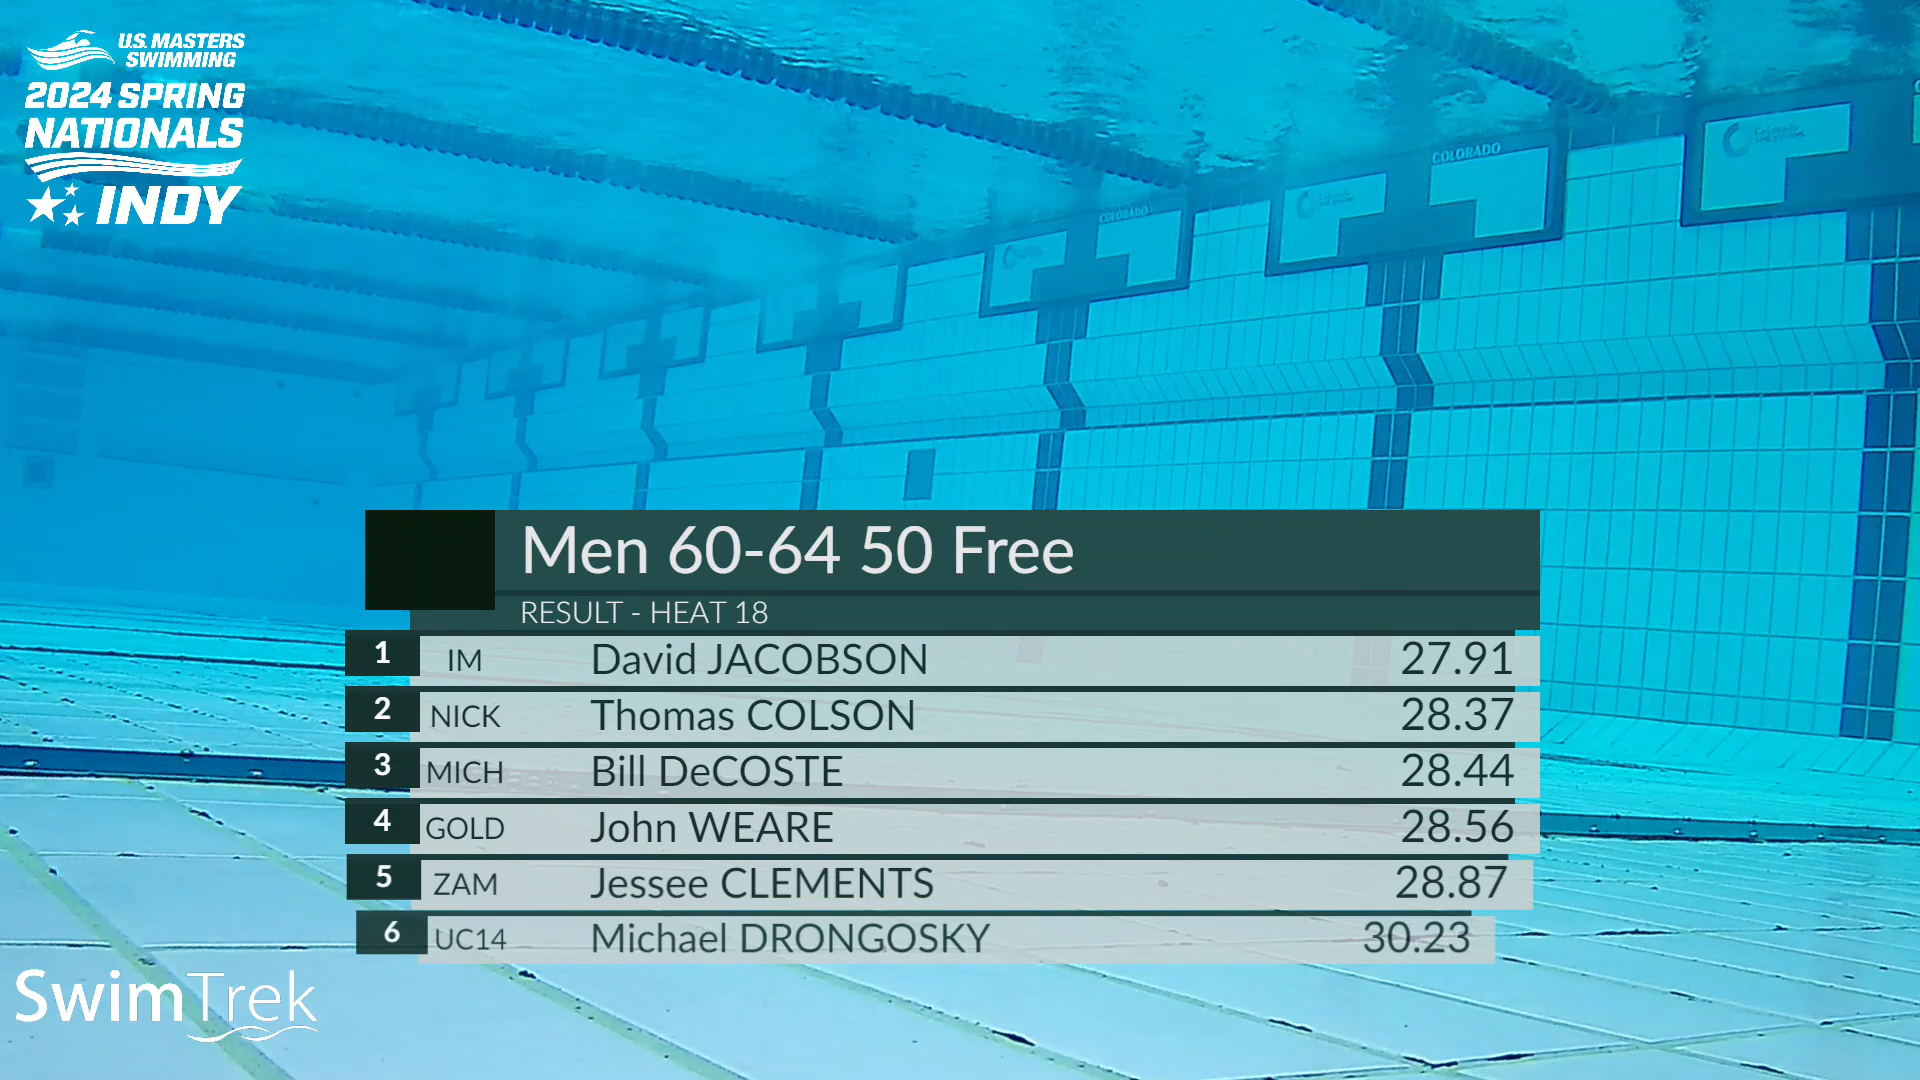 U.S. MASTERS
SWIMMING
2024 SPRING
NATIONALS
INDY
COLORADO
COLORADO
Colorado
Men 60-64 50 Free
RESULT - HEAT 18
1 IM David JACOBSON 27.91
2 NICK Thomas COLSON 28.37
3 MICH Bill DeCOSTE 28.44
4 GOLD John WEARE 28.56
5 ZAM Jessee CLEMENTS 28.87
6 UC14 Michael DRONGOSKY 30.23
SwimTrek